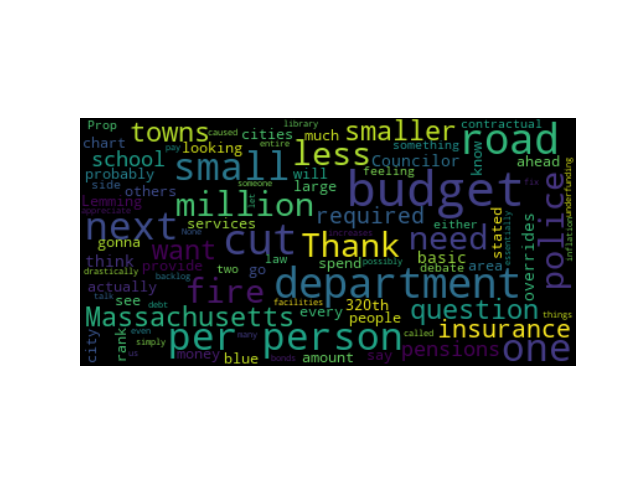 Prop library contractual
towns caused cities much smaller road
chart looking entire something
school pay less Councilor know ahead
probably small someone will feeling
side others large
Lemming million let budget police fix underfunding
appreciate required
next services cut Thank need stated either overrides inflation
gonna None want law increases basic essentially
think provide two go spend possibly debate area
drastically backlog department
actually fire
talk see debt facilities 320th question things
Massachusetts every people
city rank even per person many called insurance
simply
us money blue bonds amount say pensions one